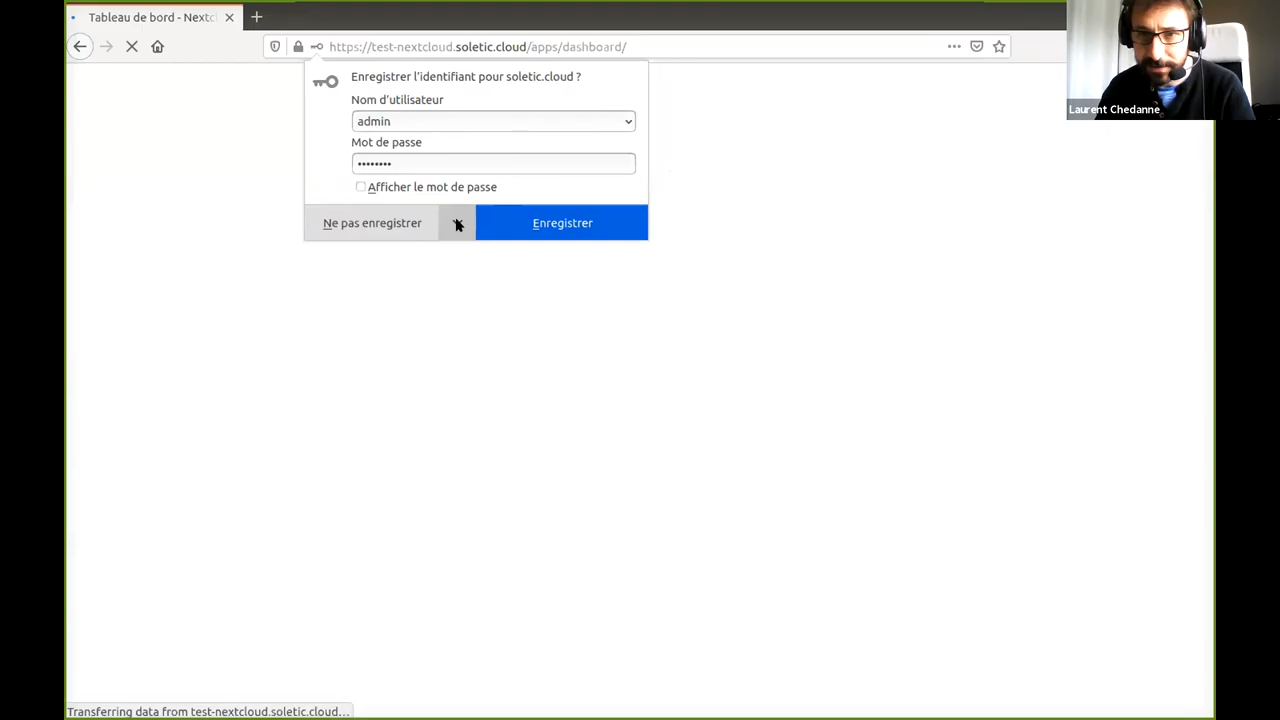 Tableau de bord - Nextc
https://test-nextcloud.soletic.cloud/apps/dashboard/
Enregistrer l'identifiant pour soletic.cloud ?
Nom d'utilisateur
admin
Mot de passe
••••••••
Afficher le mot de passe
Ne pas enregistrer
Enregistrer
Laurent Chedanne
Transferring data from test-nextcloud.soletic.cloud…